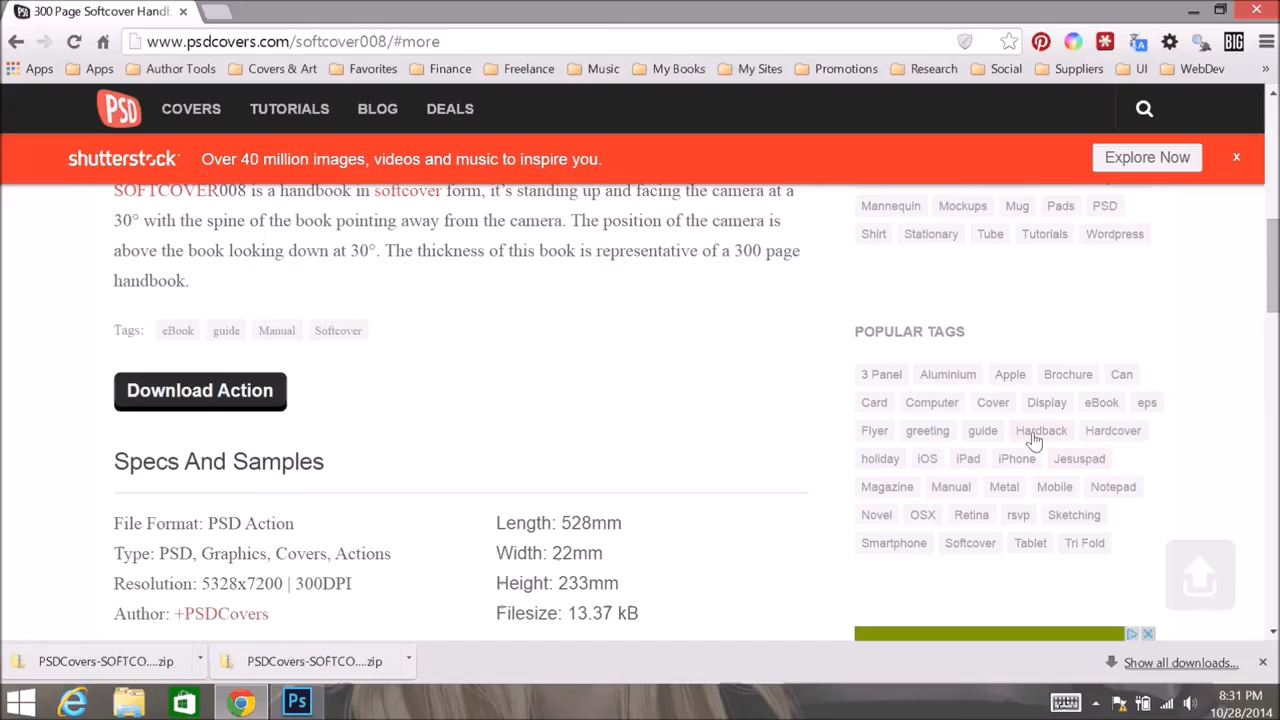 300 Page Softcover Handb
www.psdcovers.com/softcover008/#more
BIG
Apps Apps Author Tools Covers & Art Favorites Finance Freelance Music My Books My Sites Promotions Research Social Suppliers UI WebDev »
PSD COVERS TUTORIALS BLOG DEALS
shutterstock Over 40 million images, videos and music to inspire you. Explore Now x
SOFTCOVER008 is a handbook in softcover form, it's standing up and facing the camera at a
30° with the spine of the book pointing away from the camera. The position of the camera is
above the book looking down at 30°. The thickness of this book is representative of a 300 page
handbook.
Tags: eBook guide Manual Softcover
Download Action
Specs And Samples
File Format: PSD Action
Type: PSD, Graphics, Covers, Actions
Resolution: 5328x7200 | 300DPI
Author: +PSDCovers
Length: 528mm
Width: 22mm
Height: 233mm
Filesize: 13.37 kB
Mannequin Mockups Mug Pads PSD
Shirt Stationary Tube Tutorials Wordpress
POPULAR TAGS
3 Panel Aluminium Apple Brochure Can
Card Computer Cover Display eBook eps
Flyer greeting guide Hardback Hardcover
holiday iOS iPad iPhone Jesuspad
Magazine Manual Metal Mobile Notepad
Novel OSX Retina rsvp Sketching
Smartphone Softcover Tablet Tri Fold
PSDCovers-SOFTCO....zip PSDCovers-SOFTCO....zip Show all downloads...
Ps
8:31 PM
10/28/2014